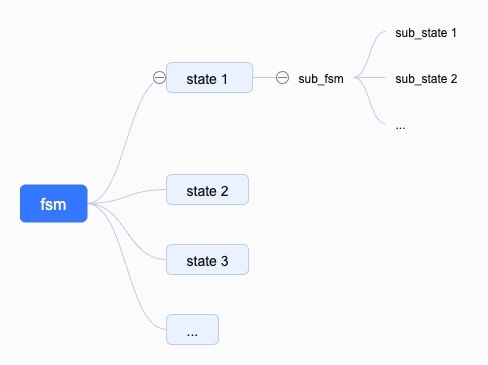 fsm
state 1
sub_fsm
sub_state 1
sub_state 2
...
state 2
state 3
...